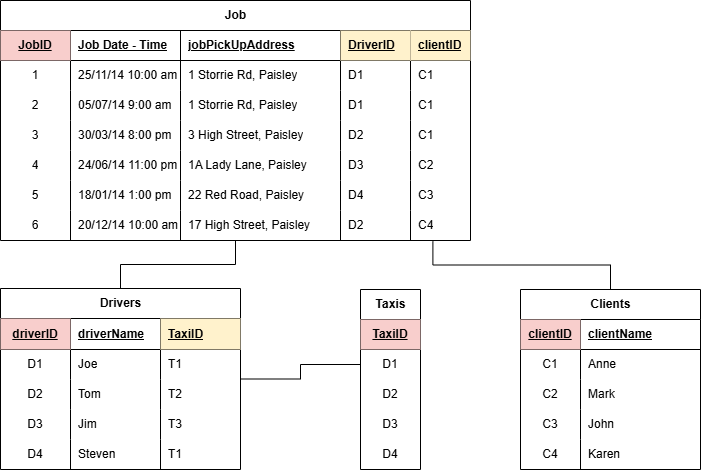 Job
JobID Job Date - Time jobPickUpAddress DriverID clientID
1 25/11/14 10:00 am 1 Storrie Rd, Paisley D1 C1
2 05/07/14 9:00 am 1 Storrie Rd, Paisley D1 C1
3 30/03/14 8:00 pm 3 High Street, Paisley D2 C1
4 24/06/14 11:00 pm 1A Lady Lane, Paisley D3 C2
5 18/01/14 1:00 pm 22 Red Road, Paisley D4 C3
6 20/12/14 10:00 am 17 High Street, Paisley D2 C4
Drivers
driverID driverName TaxiID
D1 Joe T1
D2 Tom T2
D3 Jim T3
D4 Steven T1
Taxis
TaxiID
D1
D2
D3
D4
Clients
clientID clientName
C1 Anne
C2 Mark
C3 John
C4 Karen